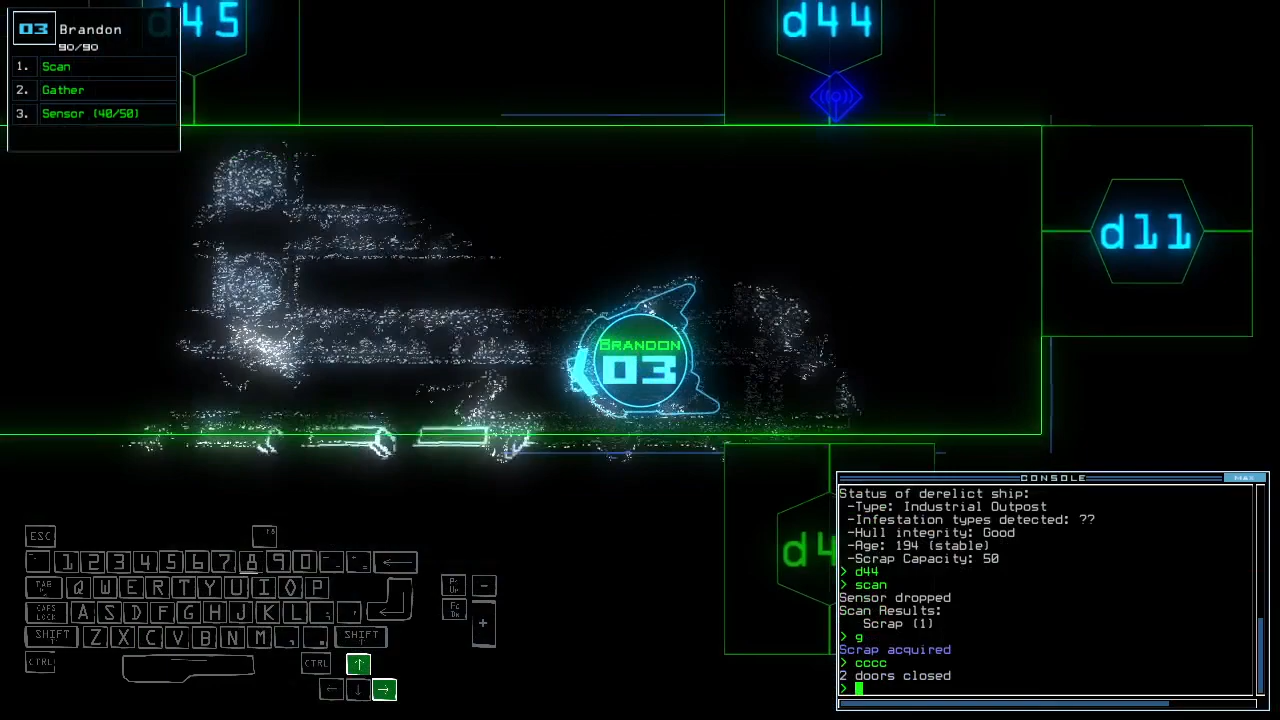 03 Brandon
90/90
1. Scan
2. Gather
3. Sensor (40/50)
d45
d44
d11
BRANDON
03
CONSOLE
MAX
Status of derelict ship:
-Type: Industrial Outpost
-Infestation types detected: ??
-Hull integrity: Good
-Age: 194 (stable)
-Scrap Capacity: 50
> d44
> scan
Sensor dropped
Scan Results:
Scrap (1)
> g
Scrap acquired
> cccc
2 doors closed
>
ESC
1 2 3 4 5 6 7 8 9 0
TAB Q W E R T Y U I O P
CAPS LOCK A S D F G H J K L ; '
SHIFT Z X C V B N M , . SHIFT
CTRL CTRL